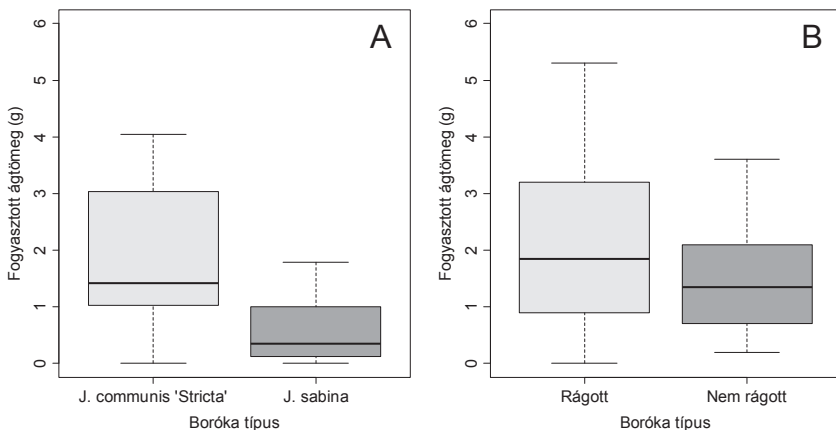 A
Fogyasztott ágtömeg (g)
6
5
4
3
2
1
0
J. communis 'Stricta' J. sabina
Boróka típus
B
Fogyasztott ágtömeg (g)
6
5
4
3
2
1
0
Rágott Nem rágott
Boróka típus